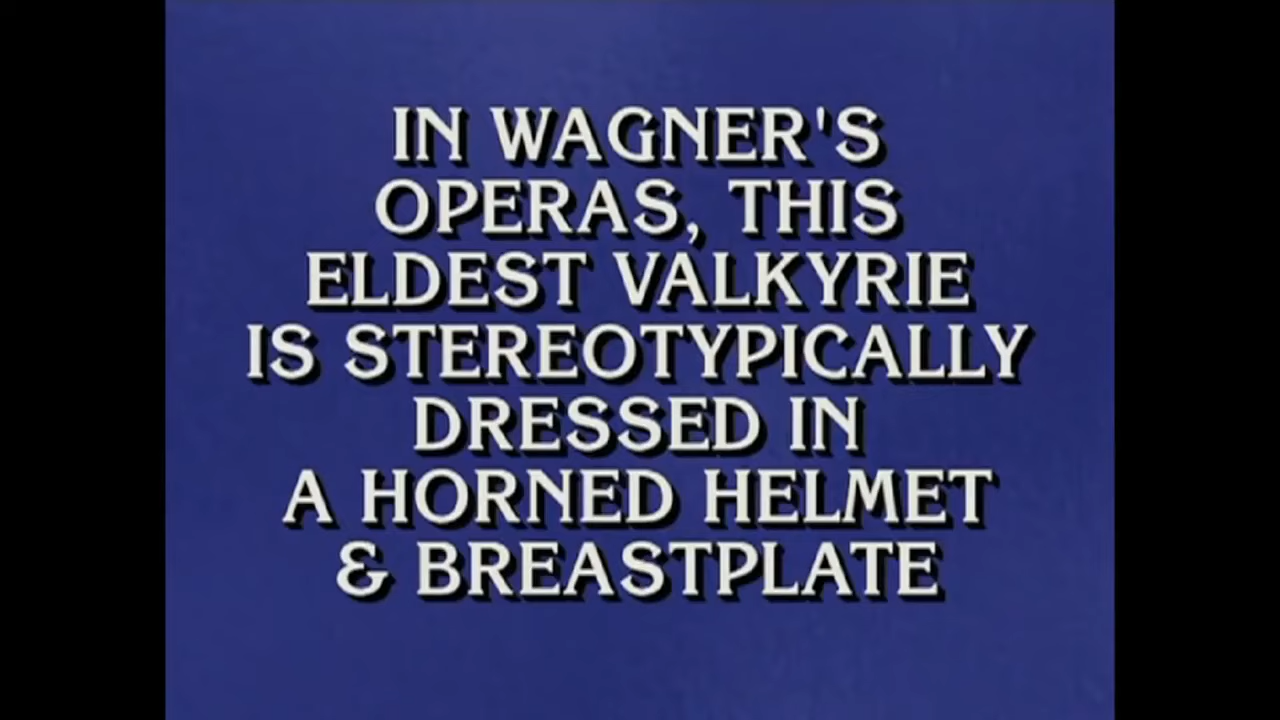 IN WAGNER'S
OPERAS, THIS
ELDEST VALKYRIE
IS STEREOTYPICALLY
DRESSED IN
A HORNED HELMET
& BREASTPLATE